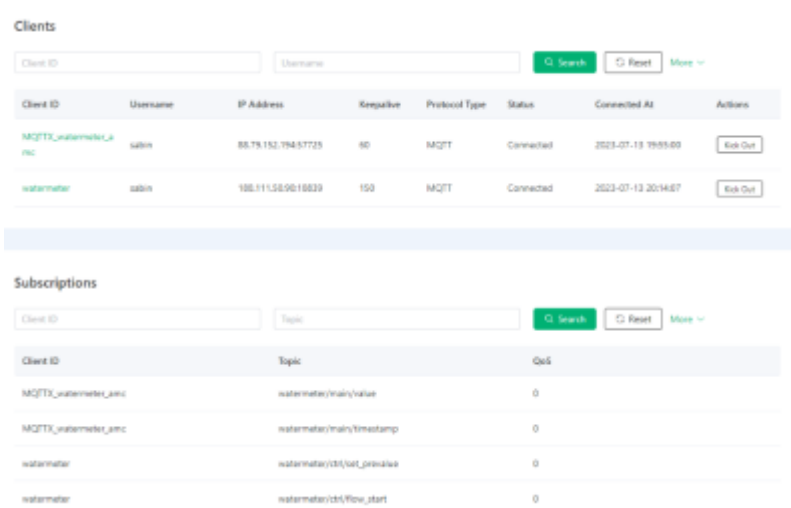 Clients
Client ID Username Search Reset More
Client ID Username IP Address Keepalive Protocol Type Status Connected At Actions
MQTTX_watermeter_a
mc
sabin 88.79.152.194:57725 60 MQTT Connected 2023-07-13 19:55:00 Kick Out
watermeter sabin 150 MQTT Connected 2023-07-13 20:14:07 Kick Out
Subscriptions
Client ID Topic Search Reset More
Client ID Topic QoS
MQTTX_watermeter_amc watermeter/main/value 0
MQTTX_watermeter_amc watermeter/main/timestamp 0
watermeter watermeter/ctrl/set_prevalue 0
watermeter watermeter/ctrl/flow_start 0